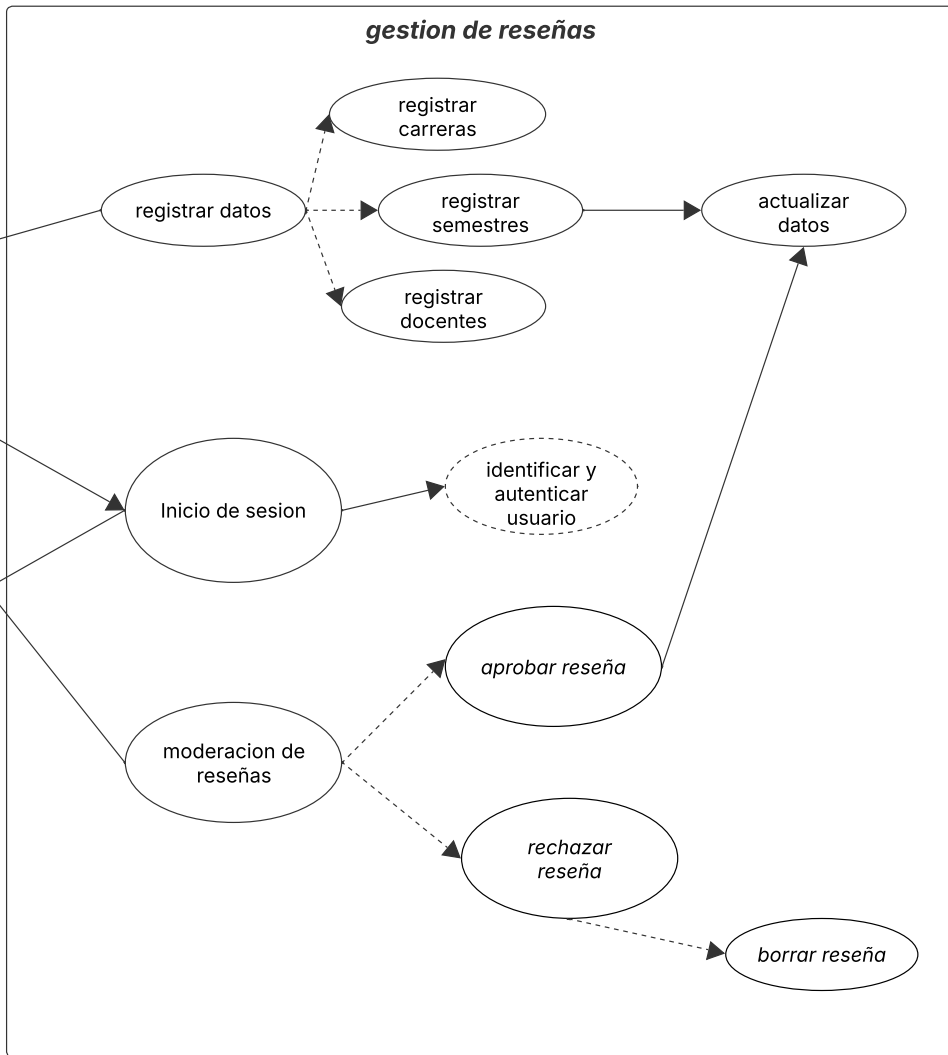 gestion de reseñas
registrar
carreras
registrar datos
registrar
semestres
actualizar
datos
registrar
docentes
Inicio de sesion
identificar y
autenticar
usuario
aprobar reseña
moderacion de
reseñas
rechazar
reseña
borrar reseña